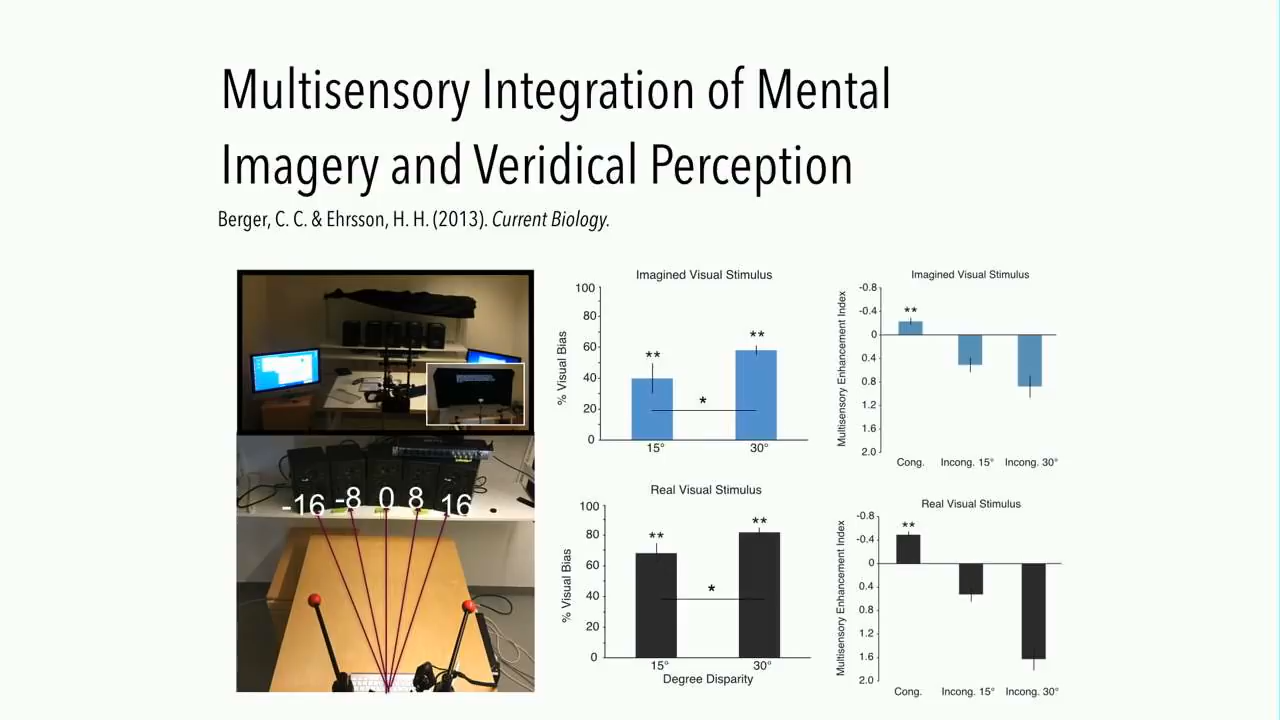 Multisensory Integration of Mental
Imagery and Veridical Perception
Berger, C. C. & Ehrsson, H. H. (2013). Current Biology.
-16 -8 0 8 16
Imagined Visual Stimulus
% Visual Bias
100
80
60
40
20
0
**
**
*
15°
30°
Imagined Visual Stimulus
Multisensory Enhancement Index
-0.8
-0.4
0
0.4
0.8
1.2
1.6
2.0
**
Cong.
Incong. 15°
Incong. 30°
Real Visual Stimulus
% Visual Bias
100
80
60
40
20
0
**
**
*
15°
30°
Degree Disparity
Real Visual Stimulus
Multisensory Enhancement Index
-0.8
-0.4
0
0.4
0.8
1.2
1.6
2.0
**
Cong.
Incong. 15°
Incong. 30°